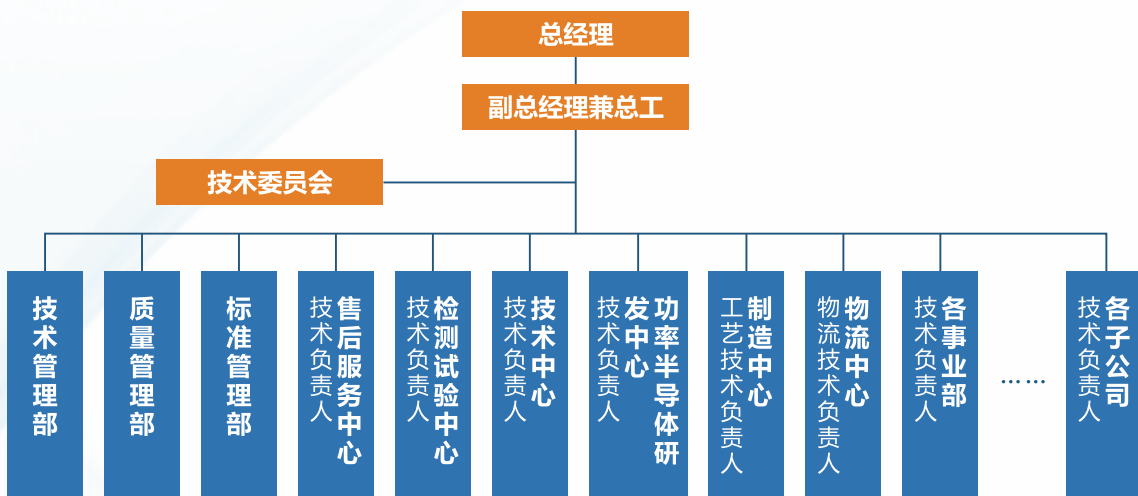 总经理
副总经理兼总工
技术委员会
技术管理部
质量管理部
标准管理部
售后服务中心
技术负责人
检测试验中心
技术负责人
技术中心
技术负责人
功率半导体研
发中心
技术负责人
制造中心
工艺技术负责人
物流中心
物流技术负责人
各事业部
技术负责人
……
各子公司
技术负责人